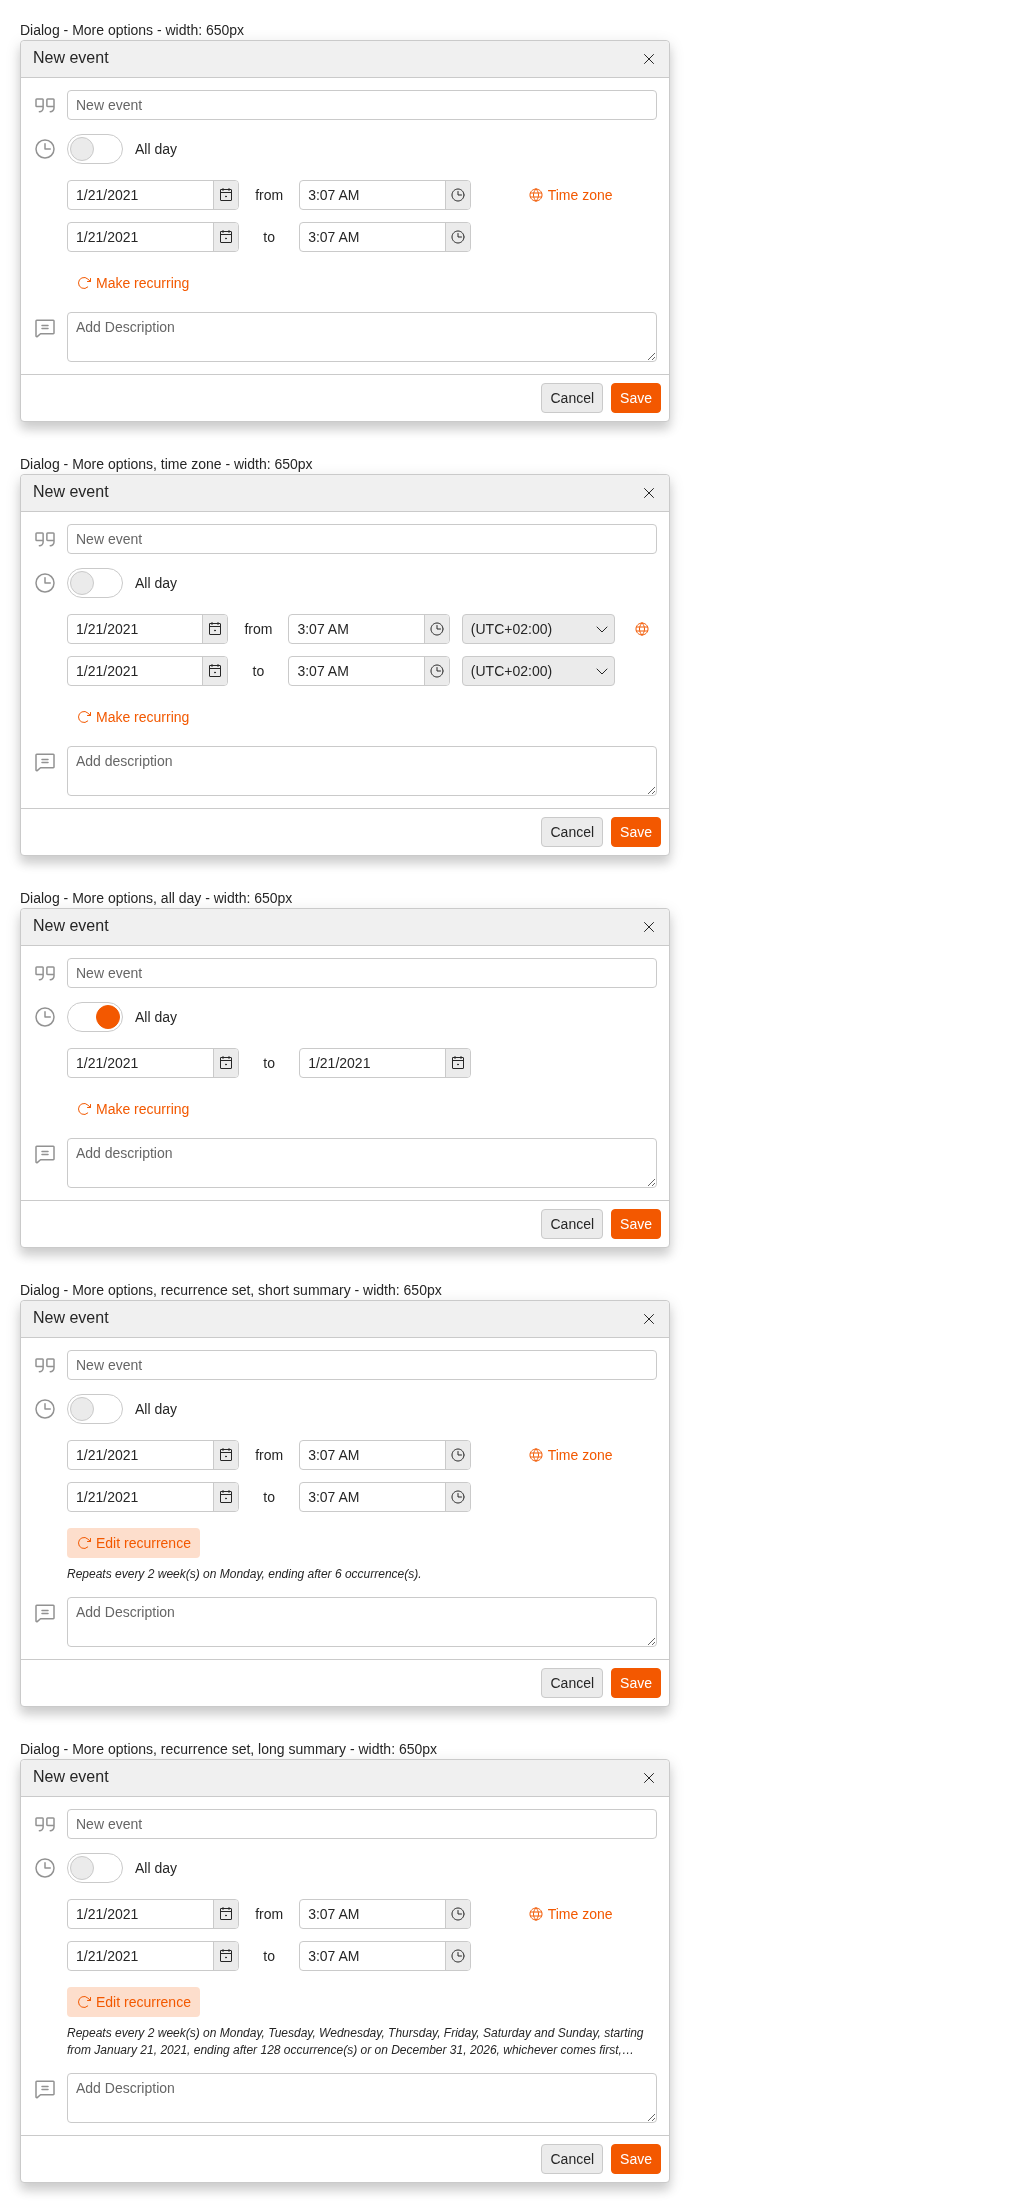 Dialog - More options - width: 650px
New event
New event
All day
1/21/2021 from 3:07 AM Time zone
1/21/2021 to 3:07 AM
Make recurring
Add Description
Cancel Save
Dialog - More options, time zone - width: 650px
New event
New event
All day
1/21/2021 from 3:07 AM (UTC+02:00)
1/21/2021 to 3:07 AM (UTC+02:00)
Make recurring
Add description
Cancel Save
Dialog - More options, all day - width: 650px
New event
New event
All day
1/21/2021 to 1/21/2021
Make recurring
Add description
Cancel Save
Dialog - More options, recurrence set, short summary - width: 650px
New event
New event
All day
1/21/2021 from 3:07 AM Time zone
1/21/2021 to 3:07 AM
Edit recurrence
Repeats every 2 week(s) on Monday, ending after 6 occurrence(s).
Add Description
Cancel Save
Dialog - More options, recurrence set, long summary - width: 650px
New event
New event
All day
1/21/2021 from 3:07 AM Time zone
1/21/2021 to 3:07 AM
Edit recurrence
Repeats every 2 week(s) on Monday, Tuesday, Wednesday, Thursday, Friday, Saturday and Sunday, starting
from January 21, 2021, ending after 128 occurrence(s) or on December 31, 2026, whichever comes first,…
Add Description
Cancel Save